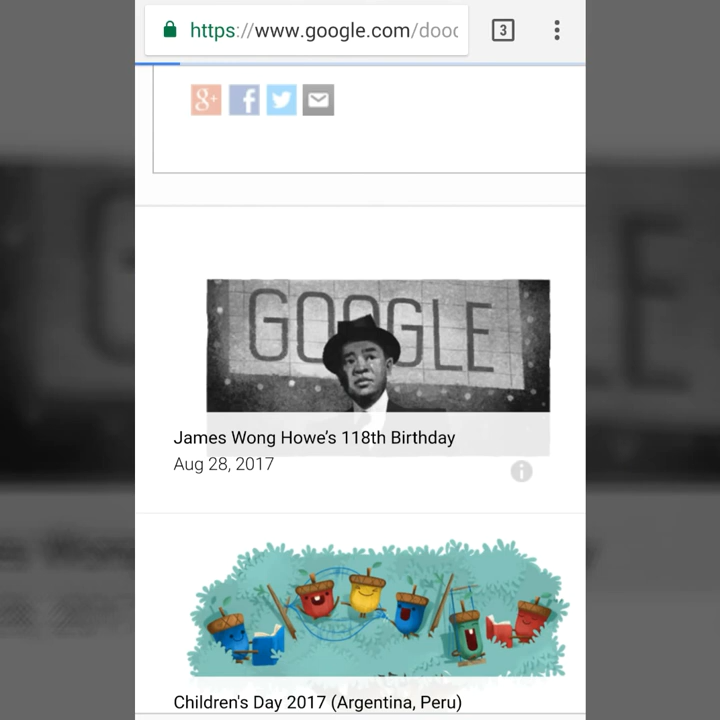 https://www.google.com/dooc
3
g+ f
GOOGLE
James Wong Howe’s 118th Birthday
Aug 28, 2017
i
Children's Day 2017 (Argentina, Peru)